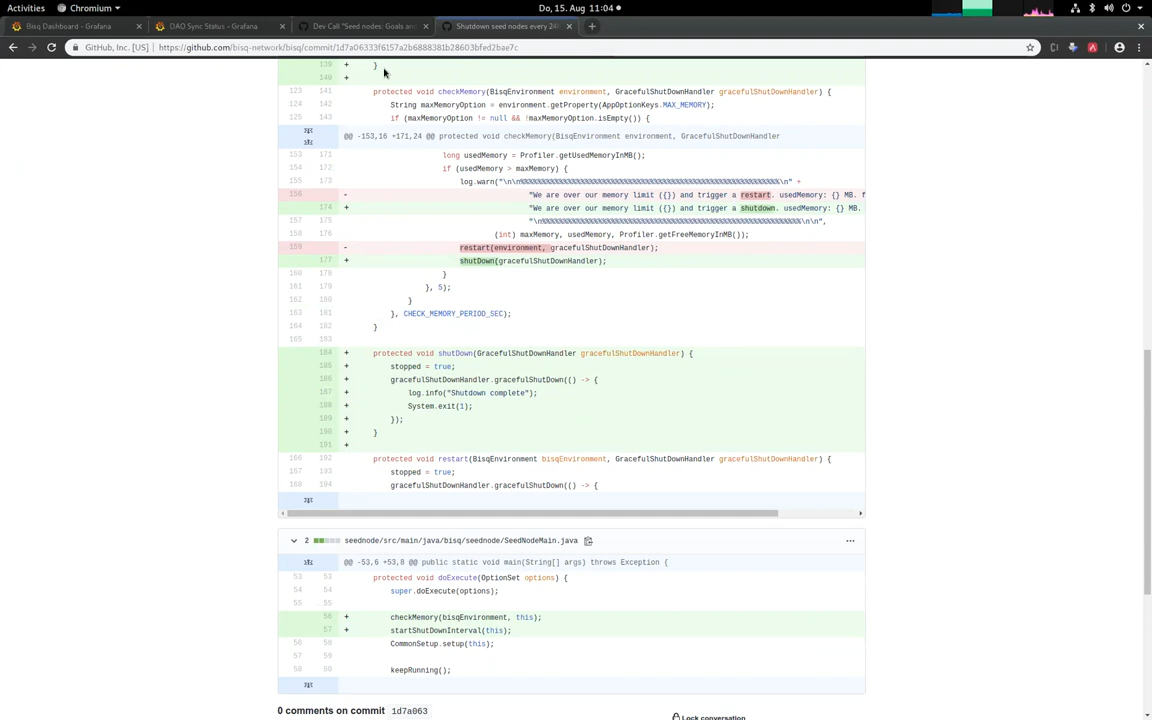 Activities Chromium Do, 15. Aug 11:04
Bisq Dashboard - Grafana × DAO Sync Status - Grafana × Dev Call "Seed nodes: Goals and × Shutdown seed nodes every 24 ×
GitHub, Inc. [US] | https://github.com/bisq-network/bisq/commit/1d7a06333f6157a2b6888381b28603bfed2bae7c
139 + }
140 +
123 141 protected void checkMemory(BisqEnvironment environment, GracefulShutDownHandler gracefulShutDownHandler) {
124 142 String maxMemoryOption = environment.getProperty(AppOptionKeys.MAX_MEMORY);
125 143 if (maxMemoryOption != null && !maxMemoryOption.isEmpty()) {
@@ -153,16 +171,24 @@ protected void checkMemory(BisqEnvironment environment, GracefulShutDownHandler
153 171 long usedMemory = Profiler.getUsedMemoryInMB();
154 172 if (usedMemory > maxMemory) {
155 173 log.warn("\n\n%%%%%%%%%%%%%%%%%%%%%%%%%%%%%%%%%%%%%%%%%%%%%%%%%%%%%%%%%%%%\n" +
156 - "We are over our memory limit ({}) and trigger a restart. usedMemory: {} MB. f
174 + "We are over our memory limit ({}) and trigger a shutdown. usedMemory: {} MB.
157 175 "\n%%%%%%%%%%%%%%%%%%%%%%%%%%%%%%%%%%%%%%%%%%%%%%%%%%%%%%%%%%%%\n\n",
158 176 (int) maxMemory, usedMemory, Profiler.getFreeMemoryInMB());
159 - restart(environment, gracefulShutDownHandler);
177 + shutDown(gracefulShutDownHandler);
160 178 }
161 179 }, 5);
162 180 }
163 181 }, CHECK_MEMORY_PERIOD_SEC);
164 182 }
165 183
184 + protected void shutDown(GracefulShutDownHandler gracefulShutDownHandler) {
185 + stopped = true;
186 + gracefulShutDownHandler.gracefulShutDown(() -> {
187 + log.info("Shutdown complete");
188 + System.exit(1);
189 + });
190 + }
191 +
166 192 protected void restart(BisqEnvironment bisqEnvironment, GracefulShutDownHandler gracefulShutDownHandler) {
167 193 stopped = true;
168 194 gracefulShutDownHandler.gracefulShutDown(() -> {
2 seednode/src/main/java/bisq/seednode/SeedNodeMain.java
@@ -53,6 +53,8 @@ public static void main(String[] args) throws Exception {
53 53 protected void doExecute(OptionSet options) {
54 54 super.doExecute(options);
55 55
56 + checkMemory(bisqEnvironment, this);
57 + startShutDownInterval(this);
56 58 CommonSetup.setup(this);
57 59
58 60 keepRunning();
0 comments on commit 1d7a063
Lock conversation